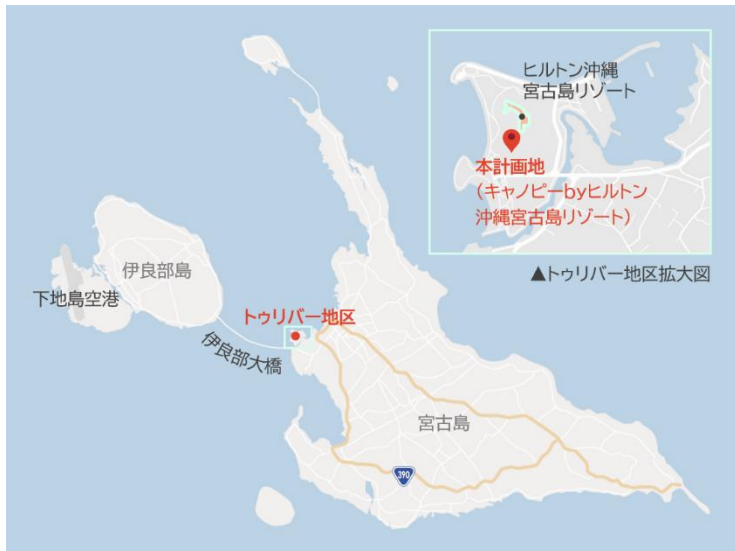 ヒルトン沖縄
宮古島リゾート
本計画地
（キャノピーbyヒルトン
沖縄宮古島リゾート）
▲トゥリバー地区拡大図
伊良部島
下地島空港
トゥリバー地区
伊良部大橋
宮古島
390